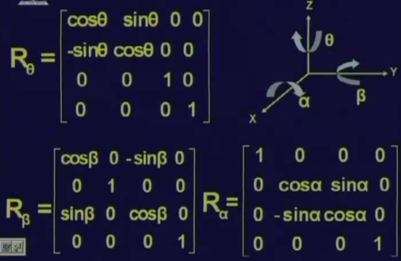 Rθ = [ cosθ sinθ 0 0
-sinθ cosθ 0 0
0 0 1 0
0 0 0 1 ]
Z
θ
Y
β
α
X
Rβ = [ cosβ 0 -sinβ 0
0 1 0 0
sinβ 0 cosβ 0
0 0 0 1 ]
Rα = [ 1 0 0 0
0 cosα sinα 0
0 -sinα cosα 0
0 0 0 1 ]